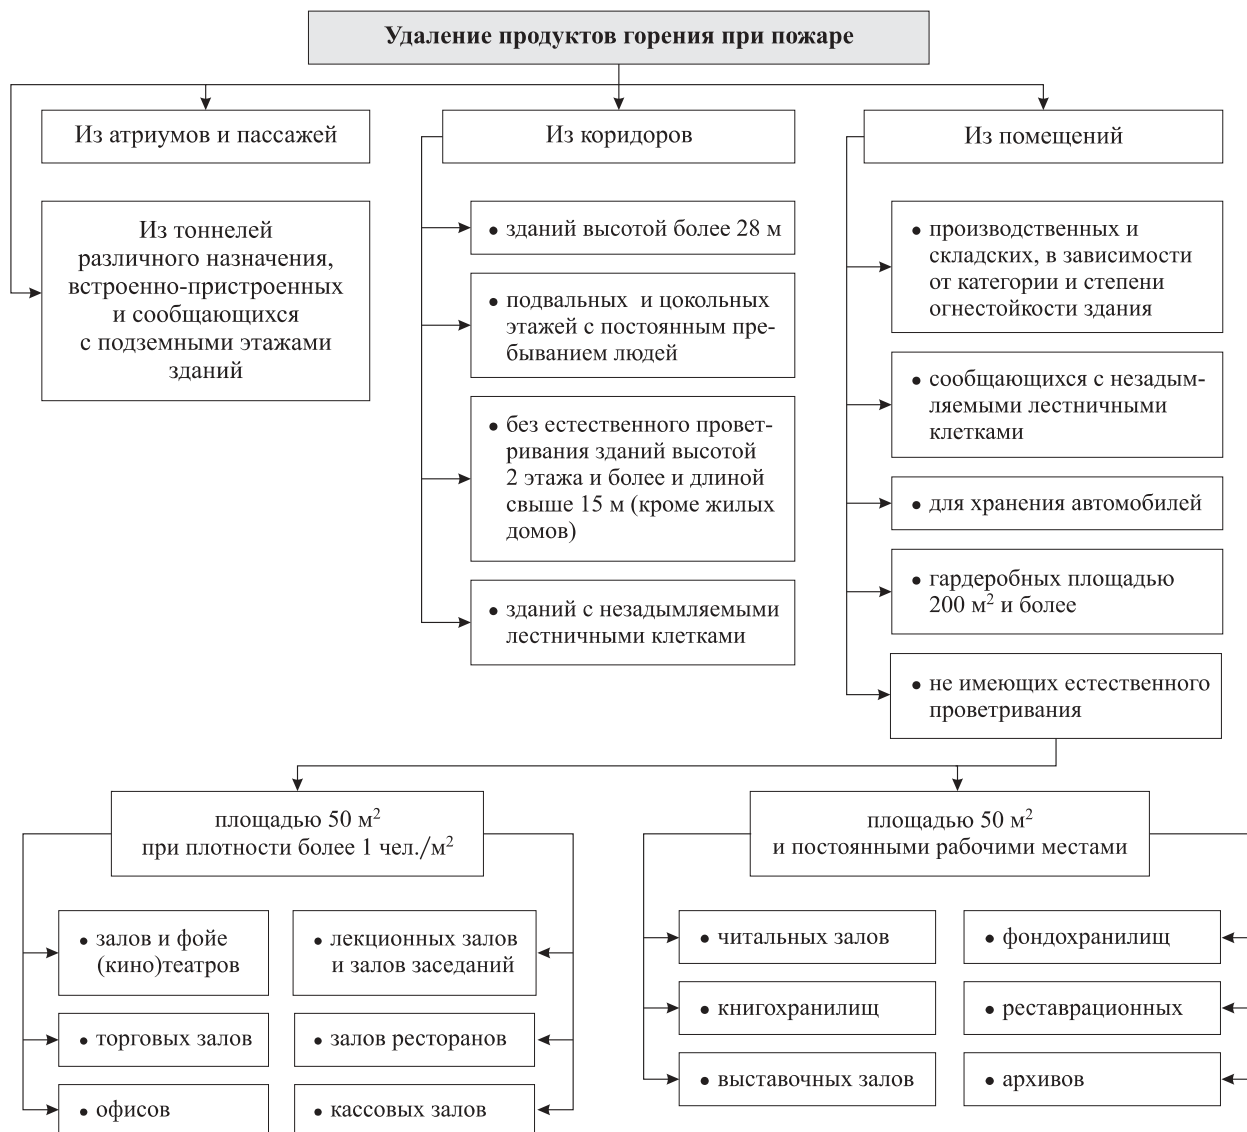 Удаление продуктов горения при пожаре
Из атриумов и пассажей
Из тоннелей
различного назначения,
встроенно-пристроенных
и сообщающихся
с подземными этажами
зданий
Из коридоров
• зданий высотой более 28 м
• подвальных и цокольных
этажей с постоянным пре-
быванием людей
• без естественного провет-
ривания зданий высотой
2 этажа и более и длиной
свыше 15 м (кроме жилых
домов)
• зданий с незадымляемыми
лестничными клетками
Из помещений
• производственных и
складских, в зависимости
от категории и степени
огнестойкости здания
• сообщающихся с незадым-
ляемыми лестничными
клетками
• для хранения автомобилей
• гардеробных площадью
200 м² и более
• не имеющих естественного
проветривания
площадью 50 м²
при плотности более 1 чел./м²
• залов и фойе
(кино)театров
• торговых залов
• офисов
• лекционных залов
и залов заседаний
• залов ресторанов
• кассовых залов
площадью 50 м²
и постоянными рабочими местами
• читальных залов
• книгохранилищ
• выставочных залов
• фондохранилищ
• реставрационных
• архивов